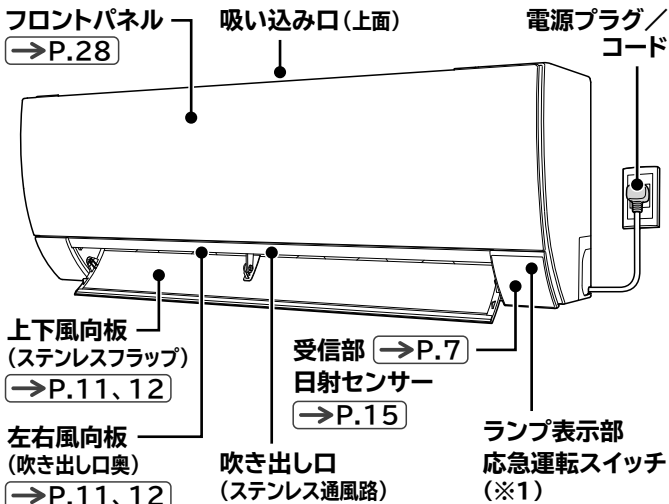 フロントパネル
→P.28
吸い込み口(上面)
電源プラグ／
コード
上下風向板
(ステンレスフラップ)
→P.11、12
受信部 →P.7
日射センサー
→P.15
左右風向板
(吹き出し口奥)
→P.11、12
吹き出し口
(ステンレス通風路)
ランプ表示部
応急運転スイッチ
(※1)